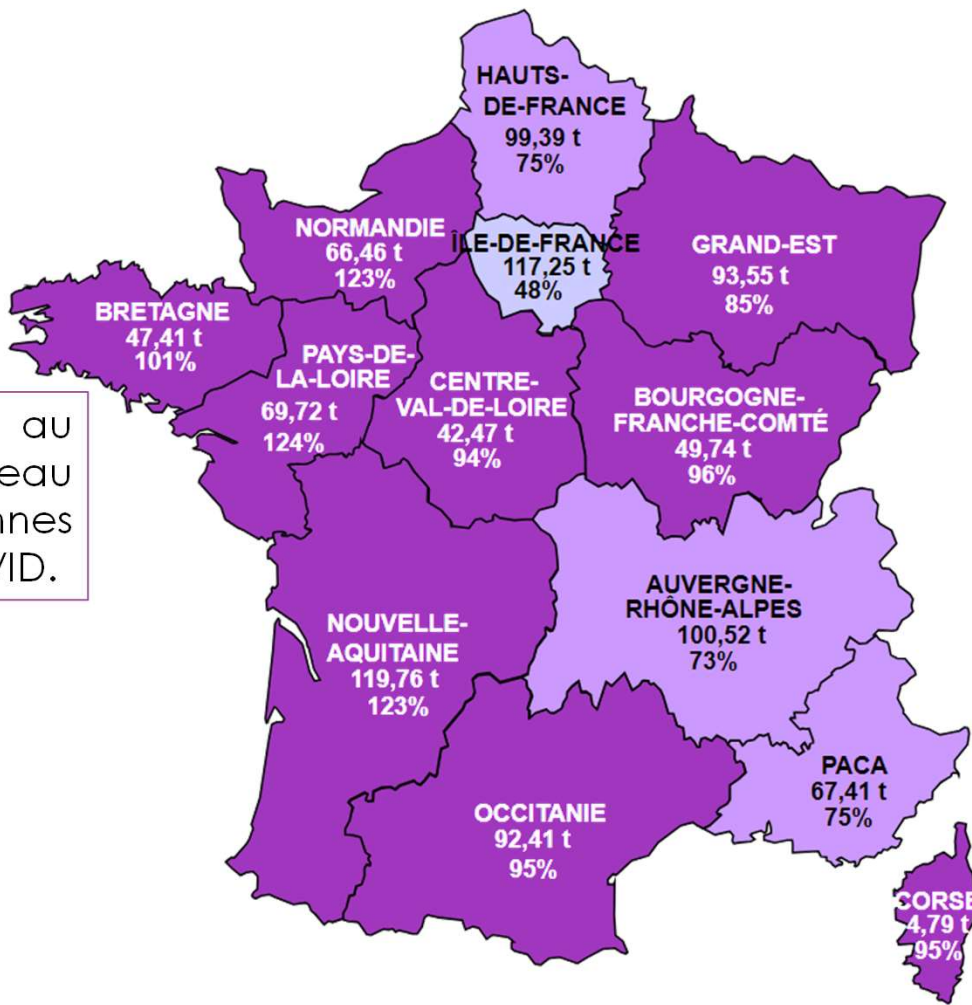 HAUTS-
DE-FRANCE
99,39 t
75%
NORMANDIE
66,46 t
123%
ÎLE-DE-FRANCE
117,25 t
48%
GRAND-EST
93,55 t
85%
BRETAGNE
47,41 t
101%
PAYS-DE-
LA-LOIRE
69,72 t
124%
CENTRE-
VAL-DE-LOIRE
42,47 t
94%
BOURGOGNE-
FRANCHE-COMTÉ
49,74 t
96%
au
NOUVELLE-
AQUITAINE
119,76 t
123%
AUVERGNE-
RHÔNE-ALPES
100,52 t
73%
OCCITANIE
92,41 t
95%
PACA
67,41 t
75%
CORSE
4,79 t
95%